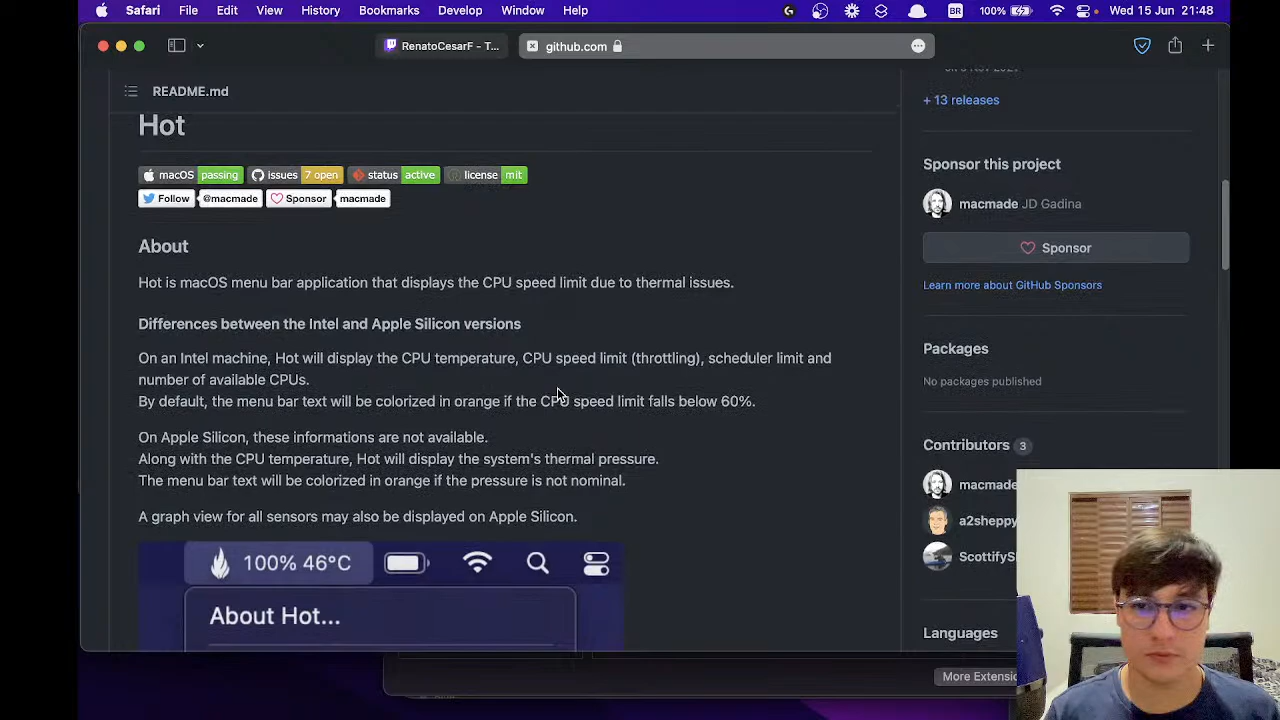 Safari File Edit View History Bookmarks Develop Window Help BR 100% Wed 15 Jun 21:48
RenatoCesarF - T... github.com
README.md
Hot
macOS passing issues 7 open status active license mit
Follow @macmade Sponsor macmade
About
Hot is macOS menu bar application that displays the CPU speed limit due to thermal issues.
Differences between the Intel and Apple Silicon versions
On an Intel machine, Hot will display the CPU temperature, CPU speed limit (throttling), scheduler limit and
number of available CPUs.
By default, the menu bar text will be colorized in orange if the CPU speed limit falls below 60%.
On Apple Silicon, these informations are not available.
Along with the CPU temperature, Hot will display the system's thermal pressure.
The menu bar text will be colorized in orange if the pressure is not nominal.
A graph view for all sensors may also be displayed on Apple Silicon.
100% 46°C
About Hot...
+ 13 releases
Sponsor this project
macmade JD Gadina
Sponsor
Learn more about GitHub Sponsors
Packages
No packages published
Contributors 3
macmade
a2sheppy
ScottifyS
Languages
More Extensio